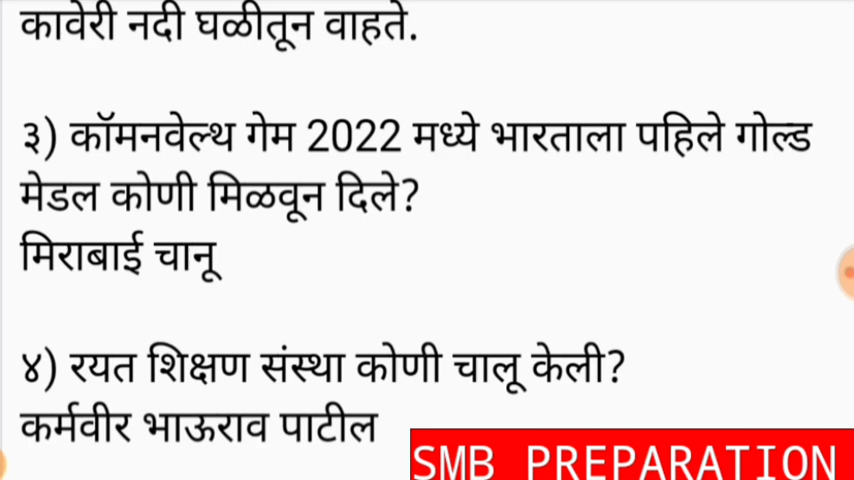 कावेरी नदी घळीतून वाहते.
३) कॉमनवेल्थ गेम 2022 मध्ये भारताला पहिले गोल्ड
मेडल कोणी मिळवून दिले?
मिराबाई चानू
४) रयत शिक्षण संस्था कोणी चालू केली?
कर्मवीर भाऊराव पाटील
SMB PREPARATION